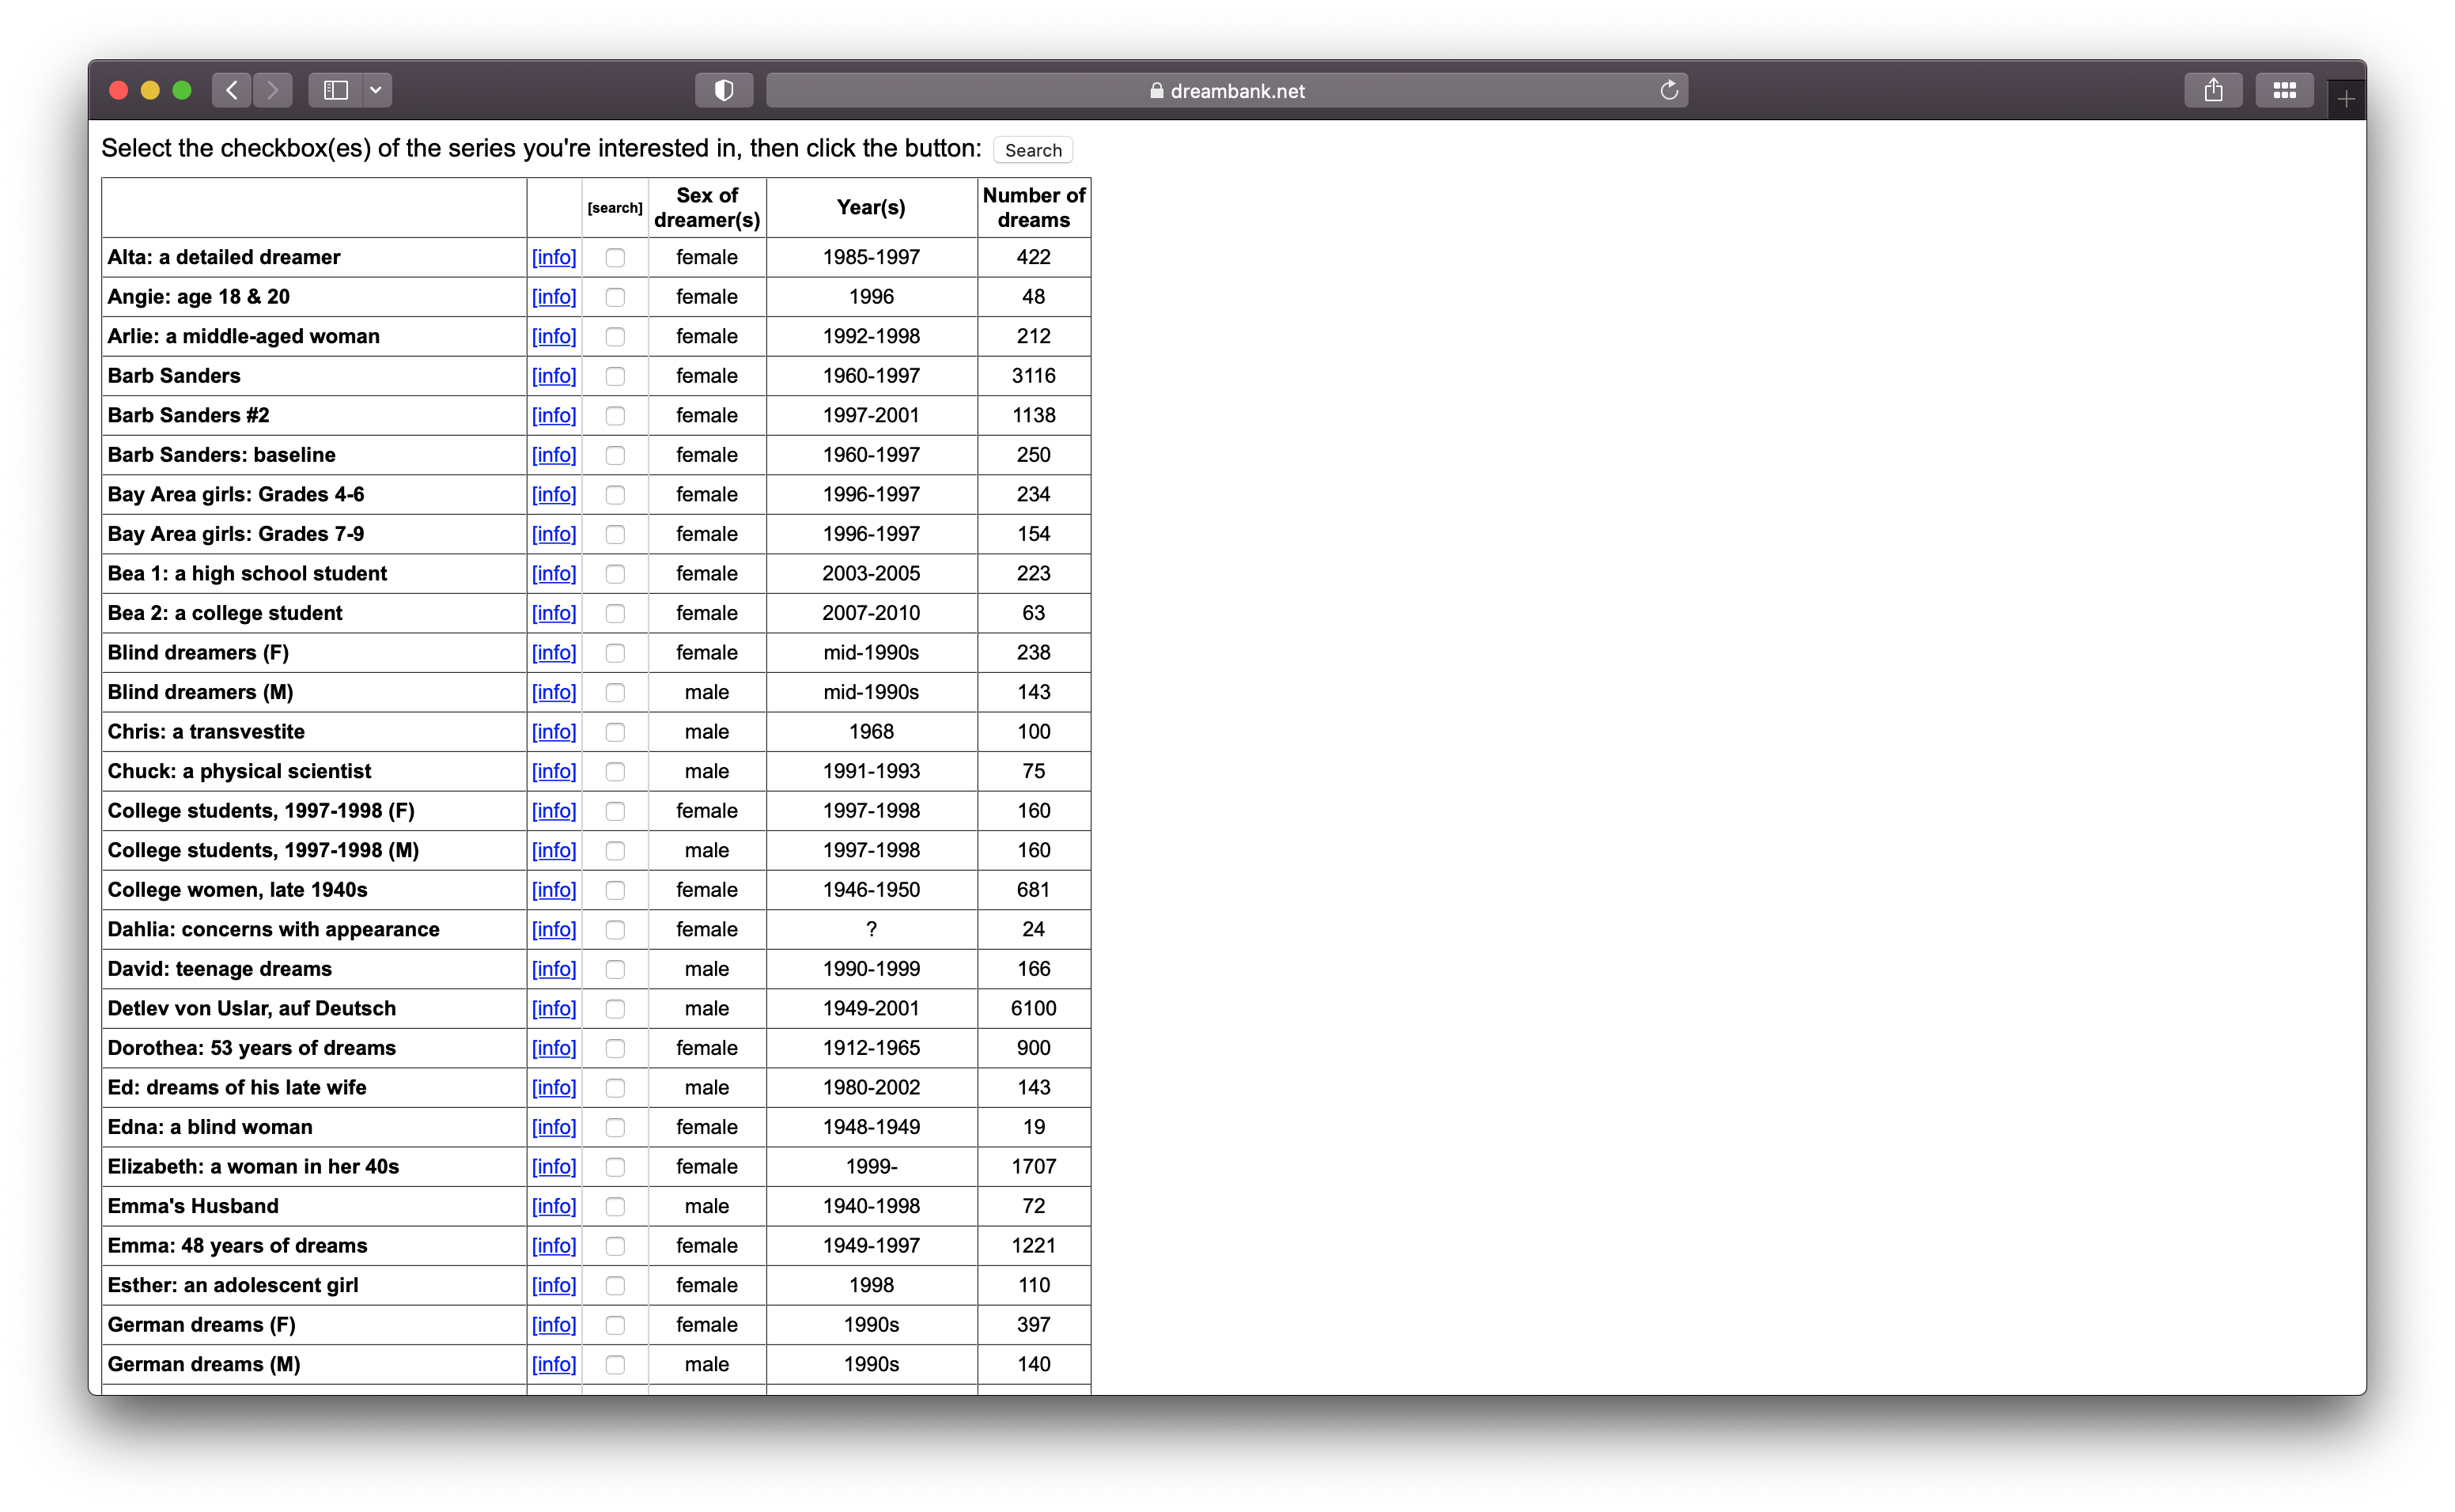 dreambank.net
Select the checkbox(es) of the series you're interested in, then click the button: Search
[search] Sex of dreamer(s) Year(s) Number of dreams
Alta: a detailed dreamer [info] female 1985-1997 422
Angie: age 18 & 20 [info] female 1996 48
Arlie: a middle-aged woman [info] female 1992-1998 212
Barb Sanders [info] female 1960-1997 3116
Barb Sanders #2 [info] female 1997-2001 1138
Barb Sanders: baseline [info] female 1960-1997 250
Bay Area girls: Grades 4-6 [info] female 1996-1997 234
Bay Area girls: Grades 7-9 [info] female 1996-1997 154
Bea 1: a high school student [info] female 2003-2005 223
Bea 2: a college student [info] female 2007-2010 63
Blind dreamers (F) [info] female mid-1990s 238
Blind dreamers (M) [info] male mid-1990s 143
Chris: a transvestite [info] male 1968 100
Chuck: a physical scientist [info] male 1991-1993 75
College students, 1997-1998 (F) [info] female 1997-1998 160
College students, 1997-1998 (M) [info] male 1997-1998 160
College women, late 1940s [info] female 1946-1950 681
Dahlia: concerns with appearance [info] female ? 24
David: teenage dreams [info] male 1990-1999 166
Detlev von Uslar, auf Deutsch [info] male 1949-2001 6100
Dorothea: 53 years of dreams [info] female 1912-1965 900
Ed: dreams of his late wife [info] male 1980-2002 143
Edna: a blind woman [info] female 1948-1949 19
Elizabeth: a woman in her 40s [info] female 1999- 1707
Emma's Husband [info] male 1940-1998 72
Emma: 48 years of dreams [info] female 1949-1997 1221
Esther: an adolescent girl [info] female 1998 110
German dreams (F) [info] female 1990s 397
German dreams (M) [info] male 1990s 140